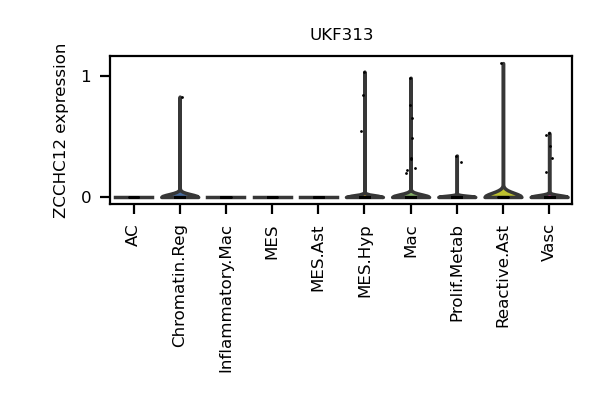 UKF313
ZCCHC12 expression
1
0
AC
Chromatin.Reg
Inflammatory.Mac
MES
MES.Ast
MES.Hyp
Mac
Prolif.Metab
Reactive.Ast
Vasc